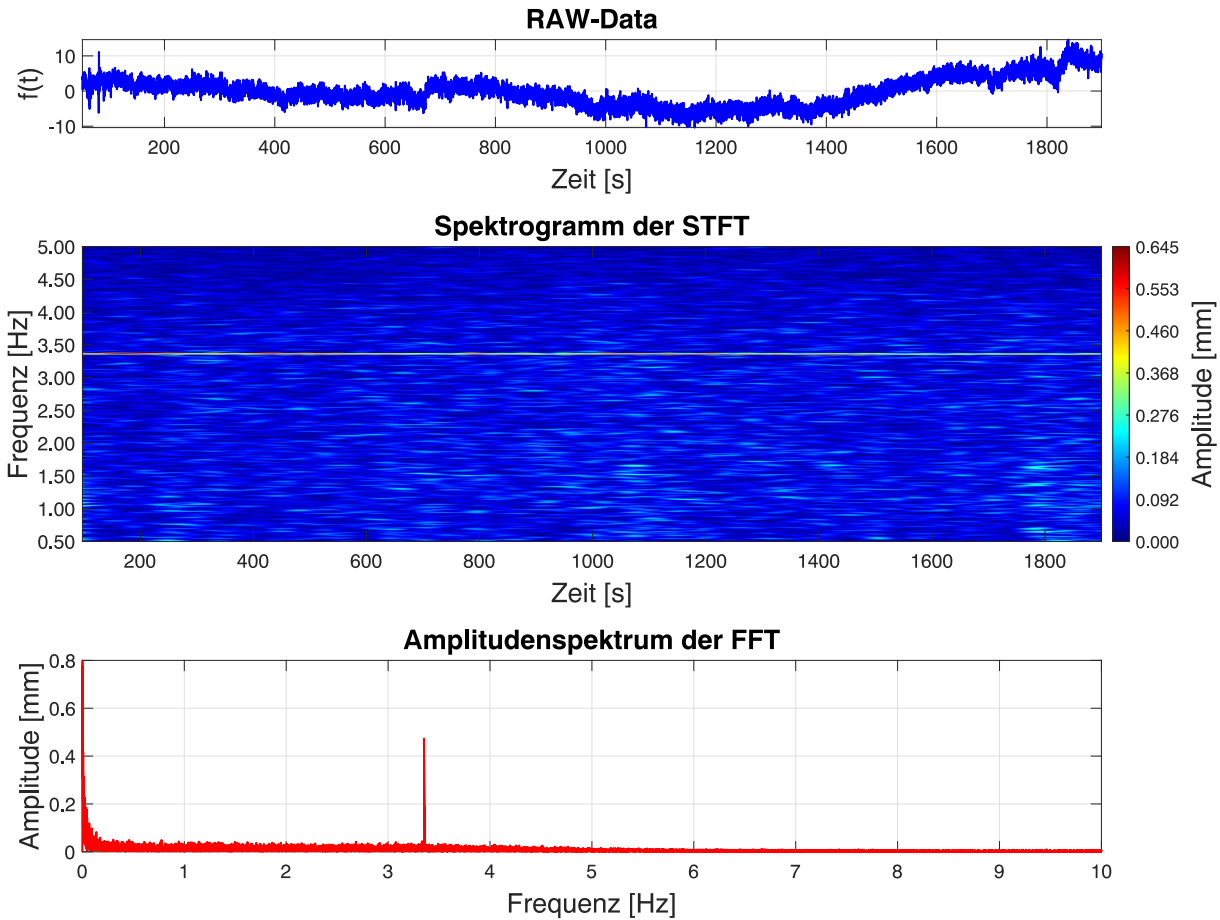 RAW-Data
f(t)
10
0
-10
200 400 600 800 1000 1200 1400 1600 1800
Zeit [s]
Spektrogramm der STFT
Frequenz [Hz]
5.00
4.50
4.00
3.50
3.00
2.50
2.00
1.50
1.00
0.50
200 400 600 800 1000 1200 1400 1600 1800
Zeit [s]
0.645
0.553
0.460
0.368
0.276
0.184
0.092
0.000
Amplitude [mm]
Amplitudenspektrum der FFT
Amplitude [mm]
0.8
0.6
0.4
0.2
0
0 1 2 3 4 5 6 7 8 9 10
Frequenz [Hz]